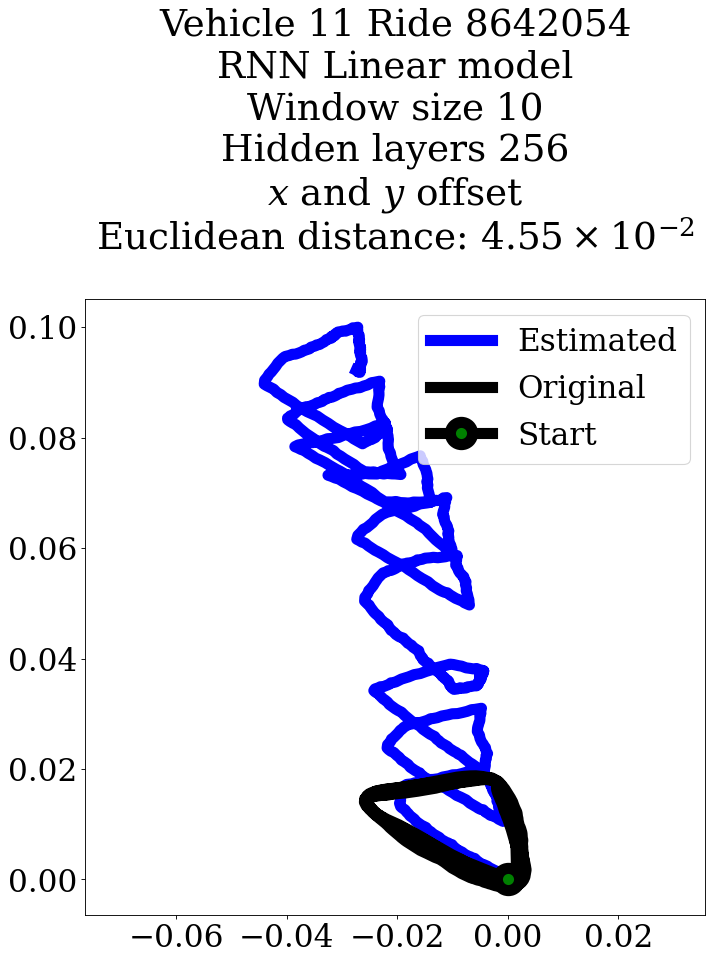 Vehicle 11 Ride 8642054
RNN Linear model
Window size 10
Hidden layers 256
x and y offset
Euclidean distance: 4.55 × 10⁻²
Estimated
Original
Start
0.10
0.08
0.06
0.04
0.02
0.00
−0.06 −0.04 −0.02 0.00 0.02